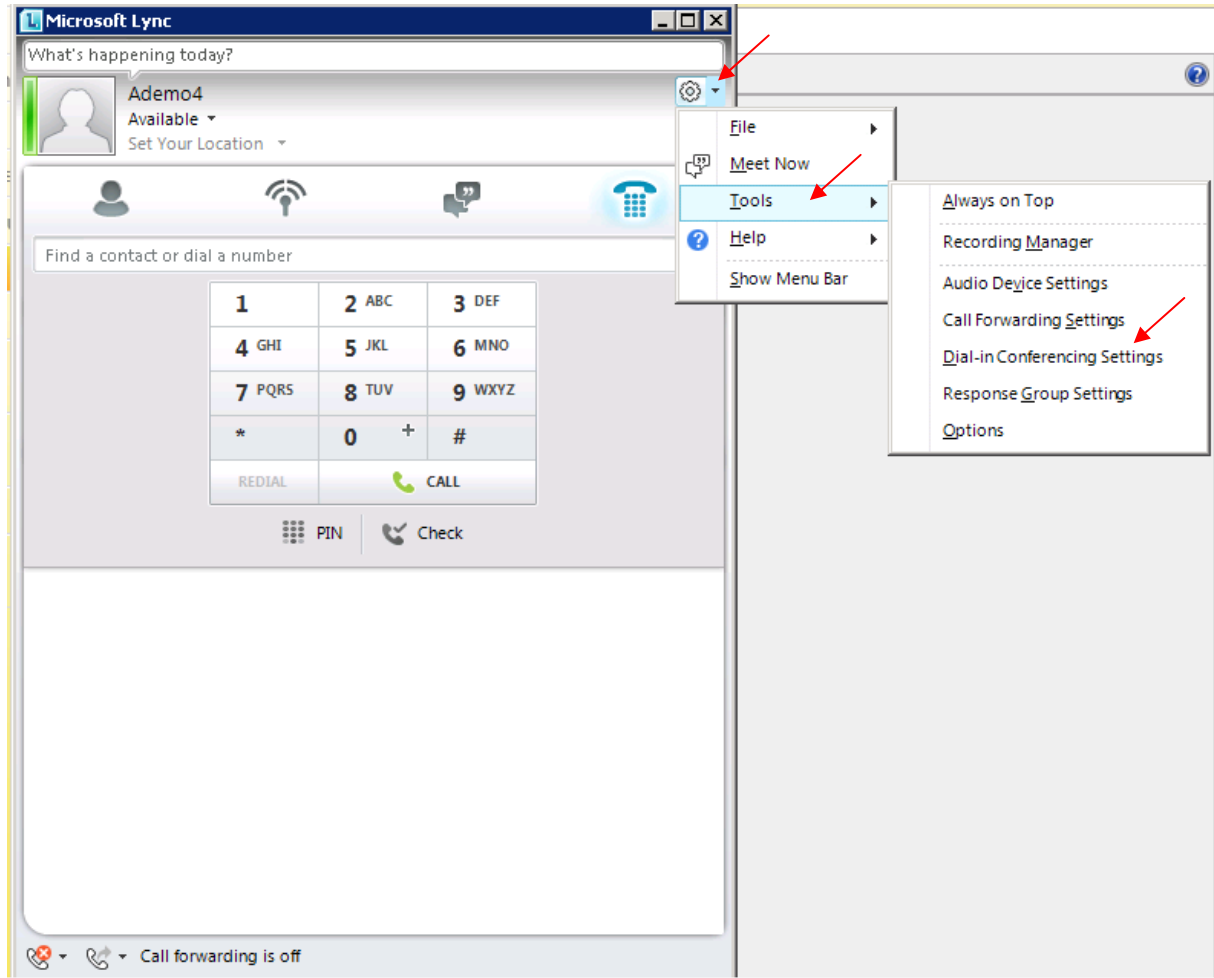 Microsoft Lync
What's happening today?
Ademo4
Available
Set Your Location
File
Meet Now
Tools
Help
Show Menu Bar
Always on Top
Recording Manager
Audio Device Settings
Call Forwarding Settings
Dial-in Conferencing Settings
Response Group Settings
Options
Find a contact or dial a number
1 2 ABC 3 DEF
4 GHI 5 JKL 6 MNO
7 PQRS 8 TUV 9 WXYZ
* 0 + #
REDIAL CALL
PIN Check
Call forwarding is off